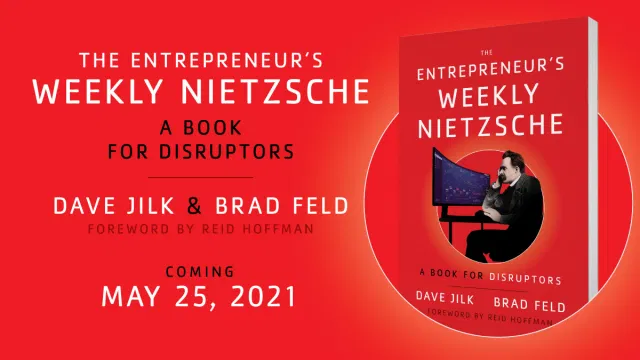 THE ENTREPRENEUR'S
WEEKLY NIETZSCHE
A BOOK
FOR DISRUPTORS
DAVE JILK & BRAD FELD
FOREWORD BY REID HOFFMAN
COMING
MAY 25, 2021
THE
ENTREPRENEUR'S
WEEKLY
NIETZSCHE
A BOOK FOR DISRUPTORS
DAVE JILK BRAD FELD
FOREWORD BY REID HOFFMAN